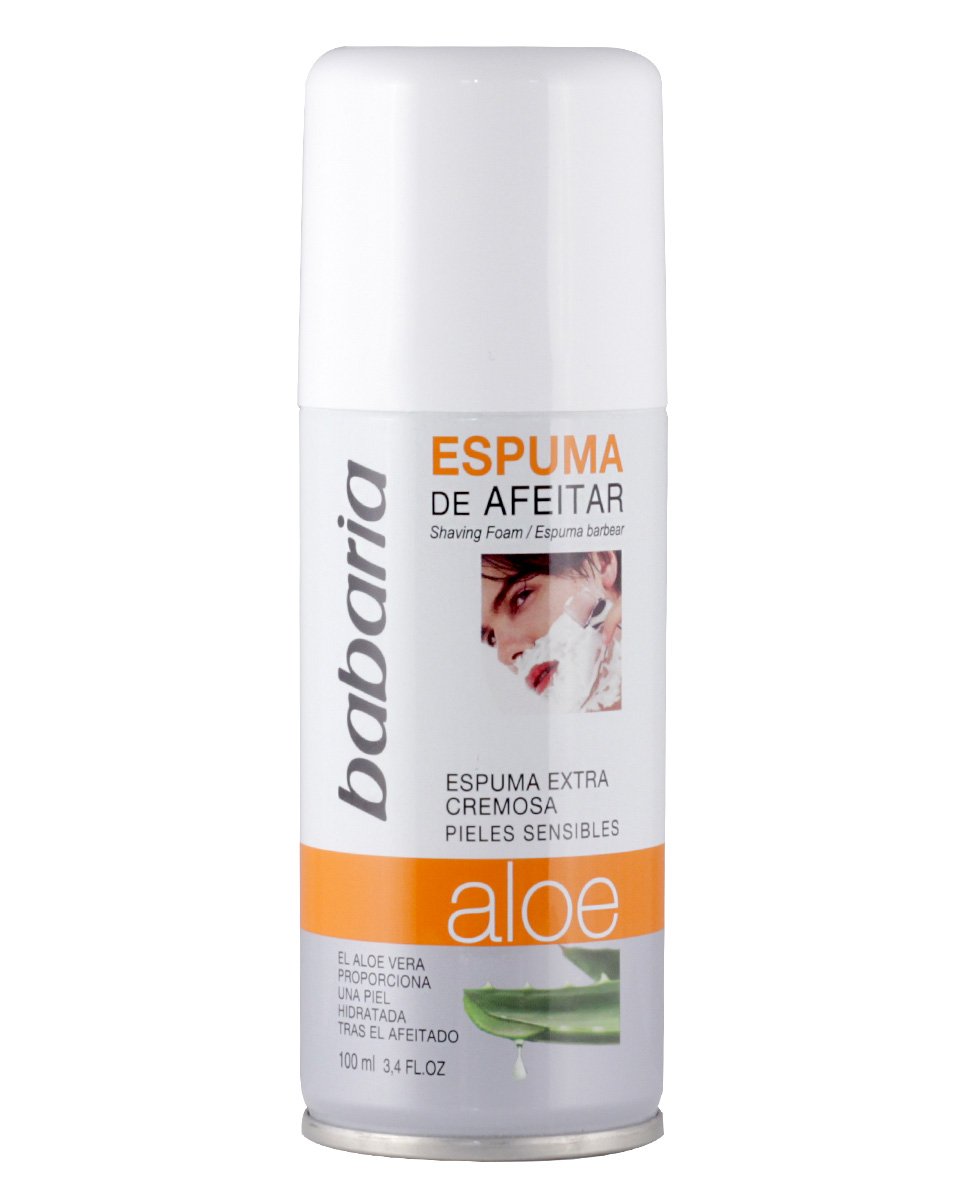 babaria
ESPUMA
DE AFEITAR
Shaving Foam / Espuma barbear
ESPUMA EXTRA
CREMOSA
PIELES SENSIBLES
aloe
EL ALOE VERA
PROPORCIONA
UNA PIEL
HIDRATADA
TRAS EL AFEITADO
100 ml 3,4 FL.OZ